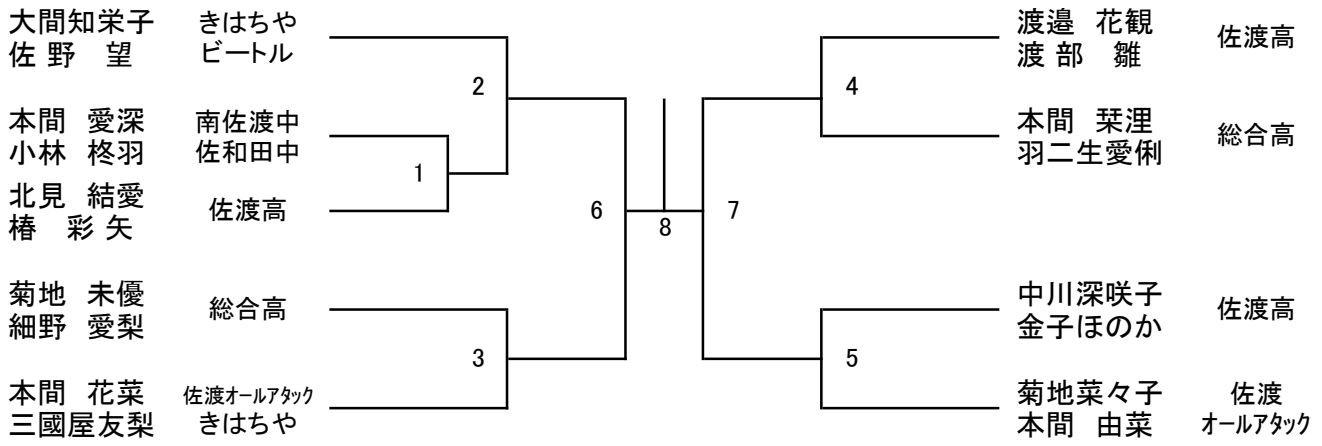 大間知栄子 きはちや
佐野 望 ビートル
2
本間 愛深 南佐渡中
小林 柊羽 佐和田中
1
北見 結愛 佐渡高
椿 彩矢
6
菊地 未優 総合高
細野 愛梨
3
本間 花菜 佐渡オールアタック
三國屋友梨 きはちや
8
渡邉 花観 佐渡高
渡部 雛
4
本間 栞浬 総合高
羽二生愛俐
7
中川深咲子 佐渡高
金子ほのか
5
菊地菜々子 佐渡
本間 由菜 オールアタック